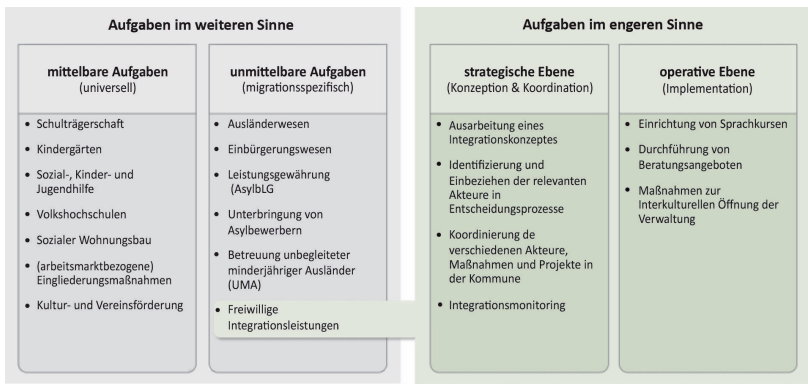 Aufgaben im weiteren Sinne
mittelbare Aufgaben
(universell)
• Schulträgerschaft
• Kindergärten
• Sozial-, Kinder- und
Jugendhilfe
• Volkshochschulen
• Sozialer Wohnungsbau
• (arbeitsmarktbezogene)
Eingliederungsmaßnahmen
• Kultur- und Vereinsförderung
unmittelbare Aufgaben
(migrationsspezifisch)
• Ausländerwesen
• Einbürgerungswesen
• Leistungsgewährung
(AsylbLG
• Unterbringung von
Asylbewerbern
• Betreuung unbegleiteter
minderjähriger Ausländer
(UMA)
• Freiwillige
Integrationsleistungen
Aufgaben im engeren Sinne
strategische Ebene
(Konzeption & Koordination)
• Ausarbeitung eines
Integrationskonzeptes
• Identifizierung und
Einbeziehen der relevanten
Akteure in
Entscheidungsprozesse
• Koordinierung de
verschiedenen Akteure,
Maßnahmen und Projekte in
der Kommune
• Integrationsmonitoring
operative Ebene
(Implementation)
• Einrichtung von Sprachkursen
• Durchführung von
Beratungsangeboten
• Maßnahmen zur
Interkulturellen Öffnung der
Verwaltung